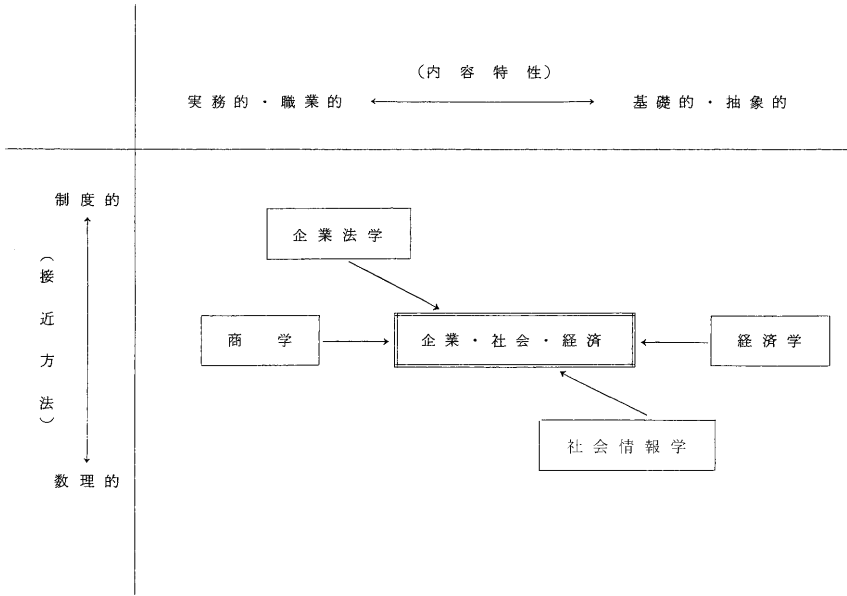 （内容特性）
実務的・職業的
基礎的・抽象的
制度的
（接近方法）
数理的
企業法学
商学
企業・社会・経済
経済学
社会情報学